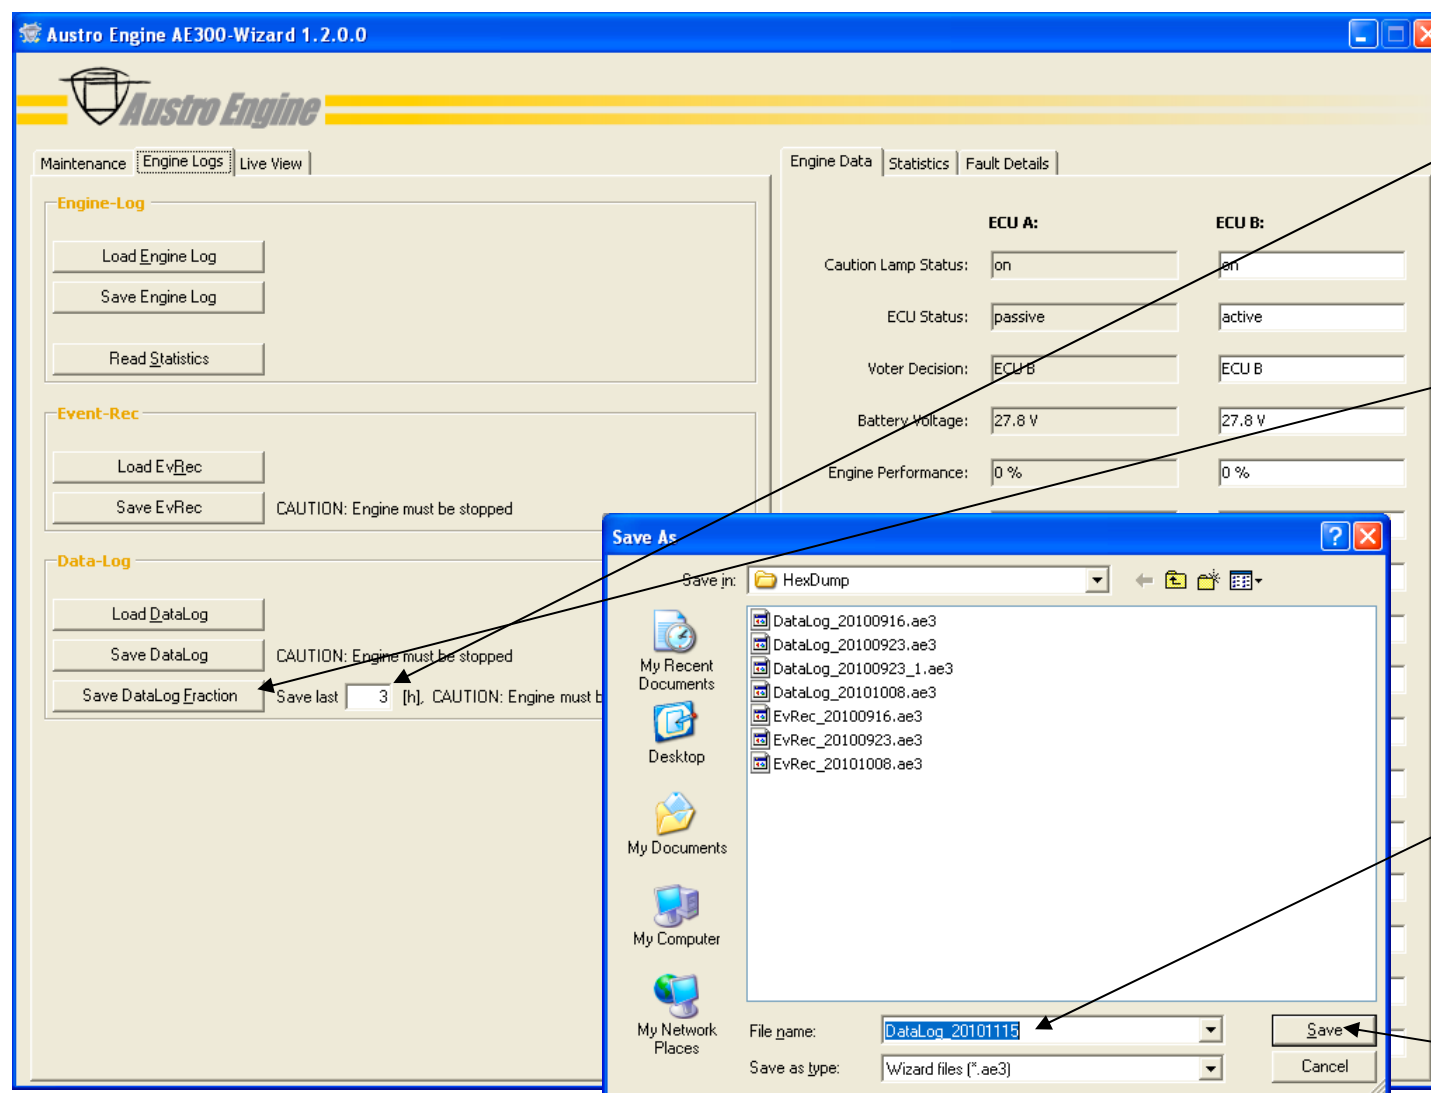 Austro Engine AE300-Wizard 1.2.0.0
Austro Engine
Maintenance Engine Logs Live View
Engine-Log
Load Engine Log
Save Engine Log
Read Statistics
Event-Rec
Load EvRec
Save EvRec CAUTION: Engine must be stopped
Data-Log
Load DataLog
Save DataLog CAUTION: Engine must be stopped
Save DataLog Fraction Save last 3 [h], CAUTION: Engine must
Engine Data Statistics Fault Details
ECU A: ECU B:
Caution Lamp Status: on on
ECU Status: passive active
Voter Decision: ECU B ECU B
Battery Voltage: 27.8 V 27.8 V
Engine Performance: 0 % 0 %
Save As
Save in: HexDump
My Recent
Documents
Desktop
My Documents
My Computer
My Network
Places
DataLog_20100916.ae3
DataLog_20100923.ae3
DataLog_20100923_1.ae3
DataLog_20101008.ae3
EvRec_20100916.ae3
EvRec_20100923.ae3
EvRec_20101008.ae3
File name: DataLog_20101115 Save
Save as type: Wizard files (*.ae3) Cancel